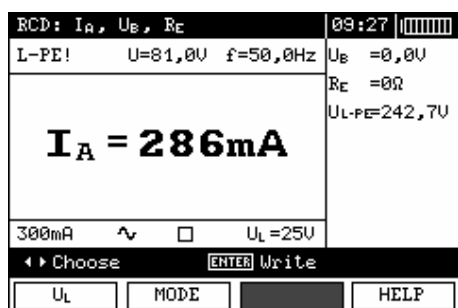 RCD: IA, UB, RE 09:27
L-PE! U=81,0V f=50,0Hz
UB =0,0V
RE =0Ω
UL-PE=242,7V
IA = 286mA
300mA ∿ □ UL =25V
Choose ENTER Write
UL MODE HELP